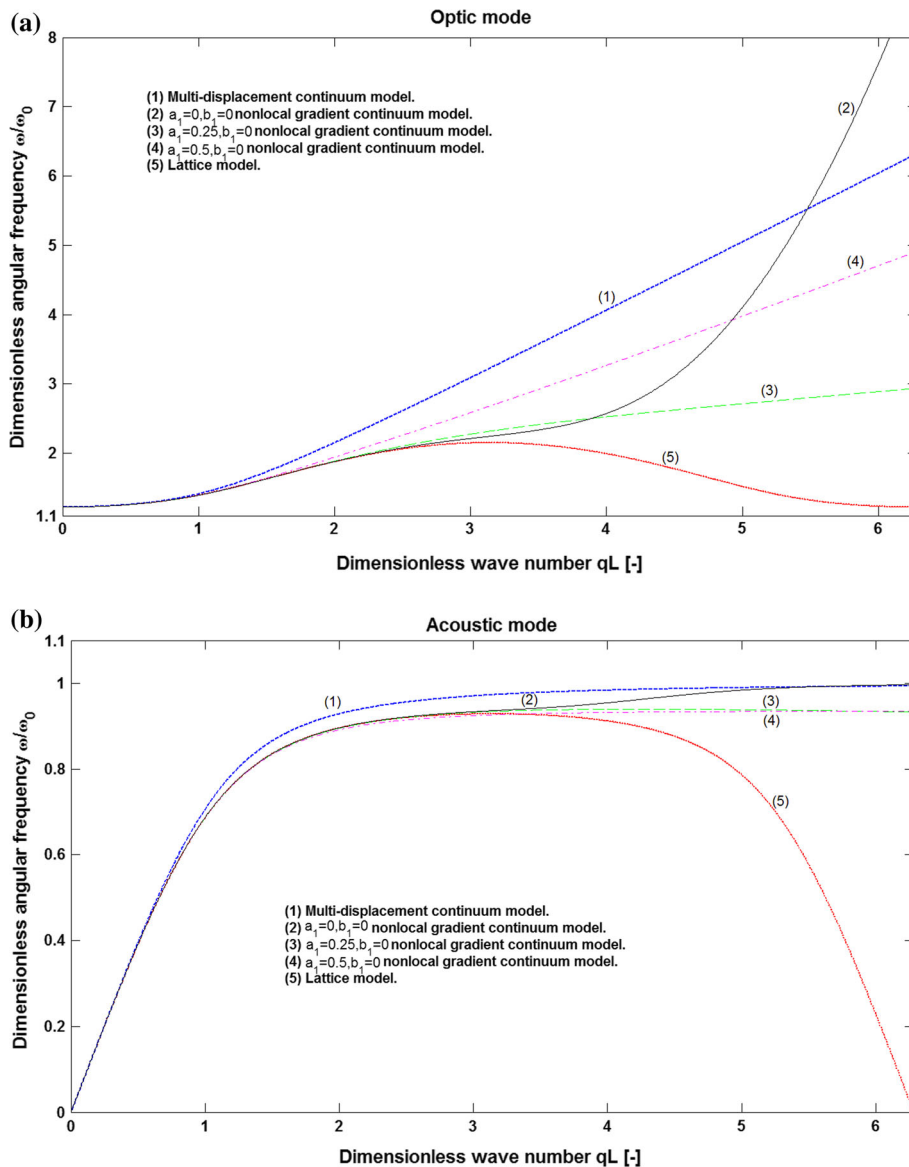 (a)
Optic mode
8
7
6
5
4
3
2
1.1
Dimensionless angular frequency ω/ω₀
(1) Multi-displacement continuum model.
(2) a₁=0,b₁=0 nonlocal gradient continuum model.
(3) a₁=0.25,b₁=0 nonlocal gradient continuum model.
(4) a₁=0.5,b₁=0 nonlocal gradient continuum model.
(5) Lattice model.
(2)
(4)
(1)
(3)
(5)
0 1 2 3 4 5 6
Dimensionless wave number qL [-]
(b)
Acoustic mode
1.1
1
0.8
0.6
0.4
0.2
0
Dimensionless angular frequency ω/ω₀
(1)
(2)
(3)
(4)
(5)
(1) Multi-displacement continuum model.
(2) a₁=0,b₁=0 nonlocal gradient continuum model.
(3) a₁=0.25,b₁=0 nonlocal gradient continuum model.
(4) a₁=0.5,b₁=0 nonlocal gradient continuum model.
(5) Lattice model.
0 1 2 3 4 5 6
Dimensionless wave number qL [-]